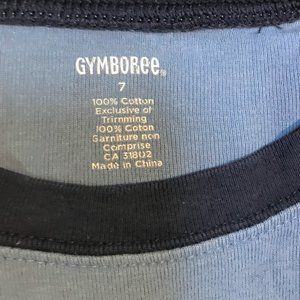 GYMBOREE®
7
100% Cotton
Exclusive of
Trimming
100% Coton
Garniture non
Comprise
CA 31802
Made in China